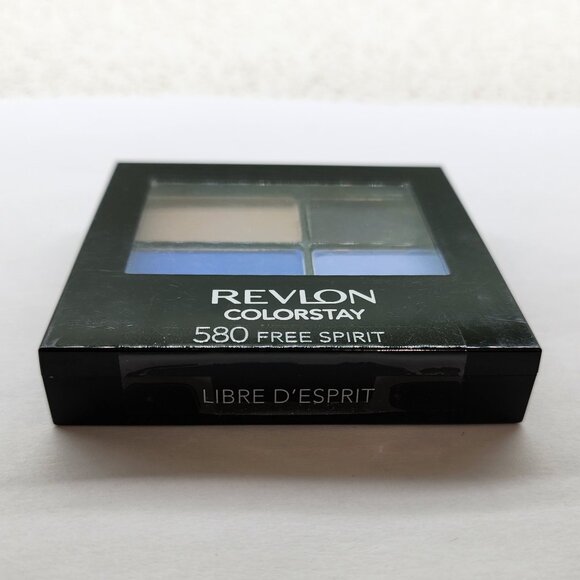 REVLON
COLORSTAY
580 FREE SPIRIT
LIBRE D'ESPRIT